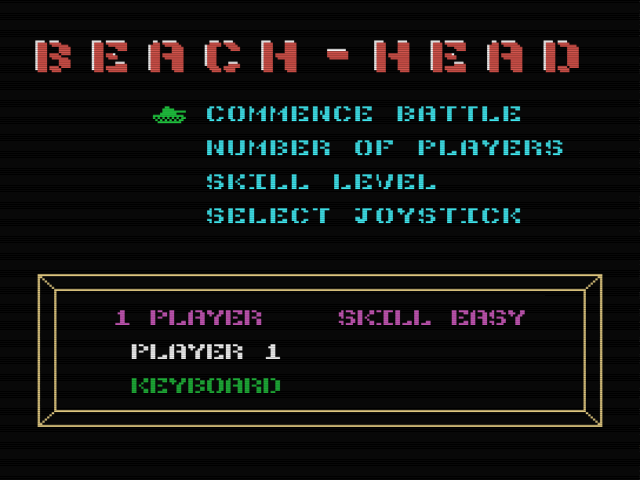 BEACH-HEAD
COMMENCE BATTLE
NUMBER OF PLAYERS
SKILL LEVEL
SELECT JOYSTICK
1 PLAYER SKILL EASY
PLAYER 1
KEYBOARD